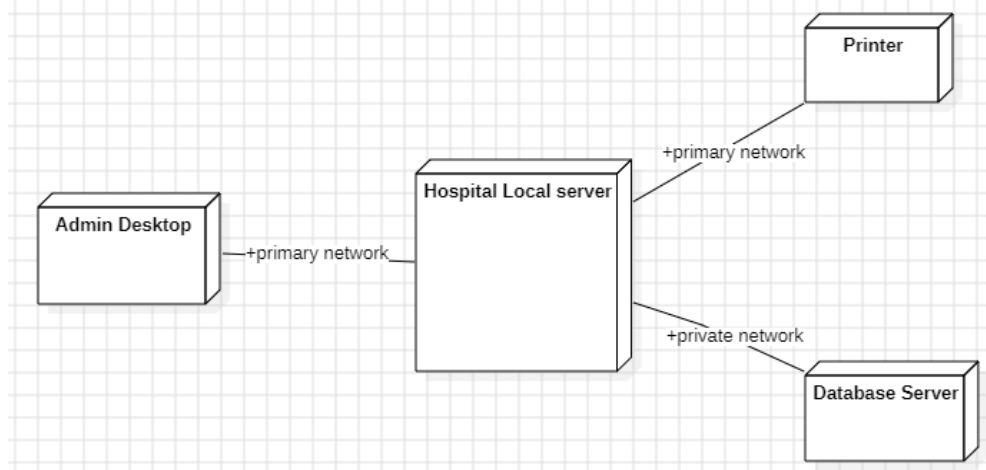 Printer
+primary network
Hospital Local server
Admin Desktop
+primary network
+private network
Database Server